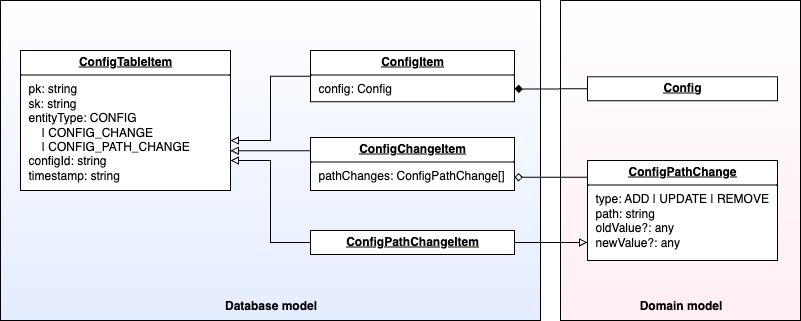 ConfigTableItem
pk: string
sk: string
entityType: CONFIG
| CONFIG_CHANGE
| CONFIG_PATH_CHANGE
configId: string
timestamp: string
ConfigItem
config: Config
ConfigChangeItem
pathChanges: ConfigPathChange[]
ConfigPathChangeItem
Database model
Config
ConfigPathChange
type: ADD | UPDATE | REMOVE
path: string
oldValue?: any
newValue?: any
Domain model